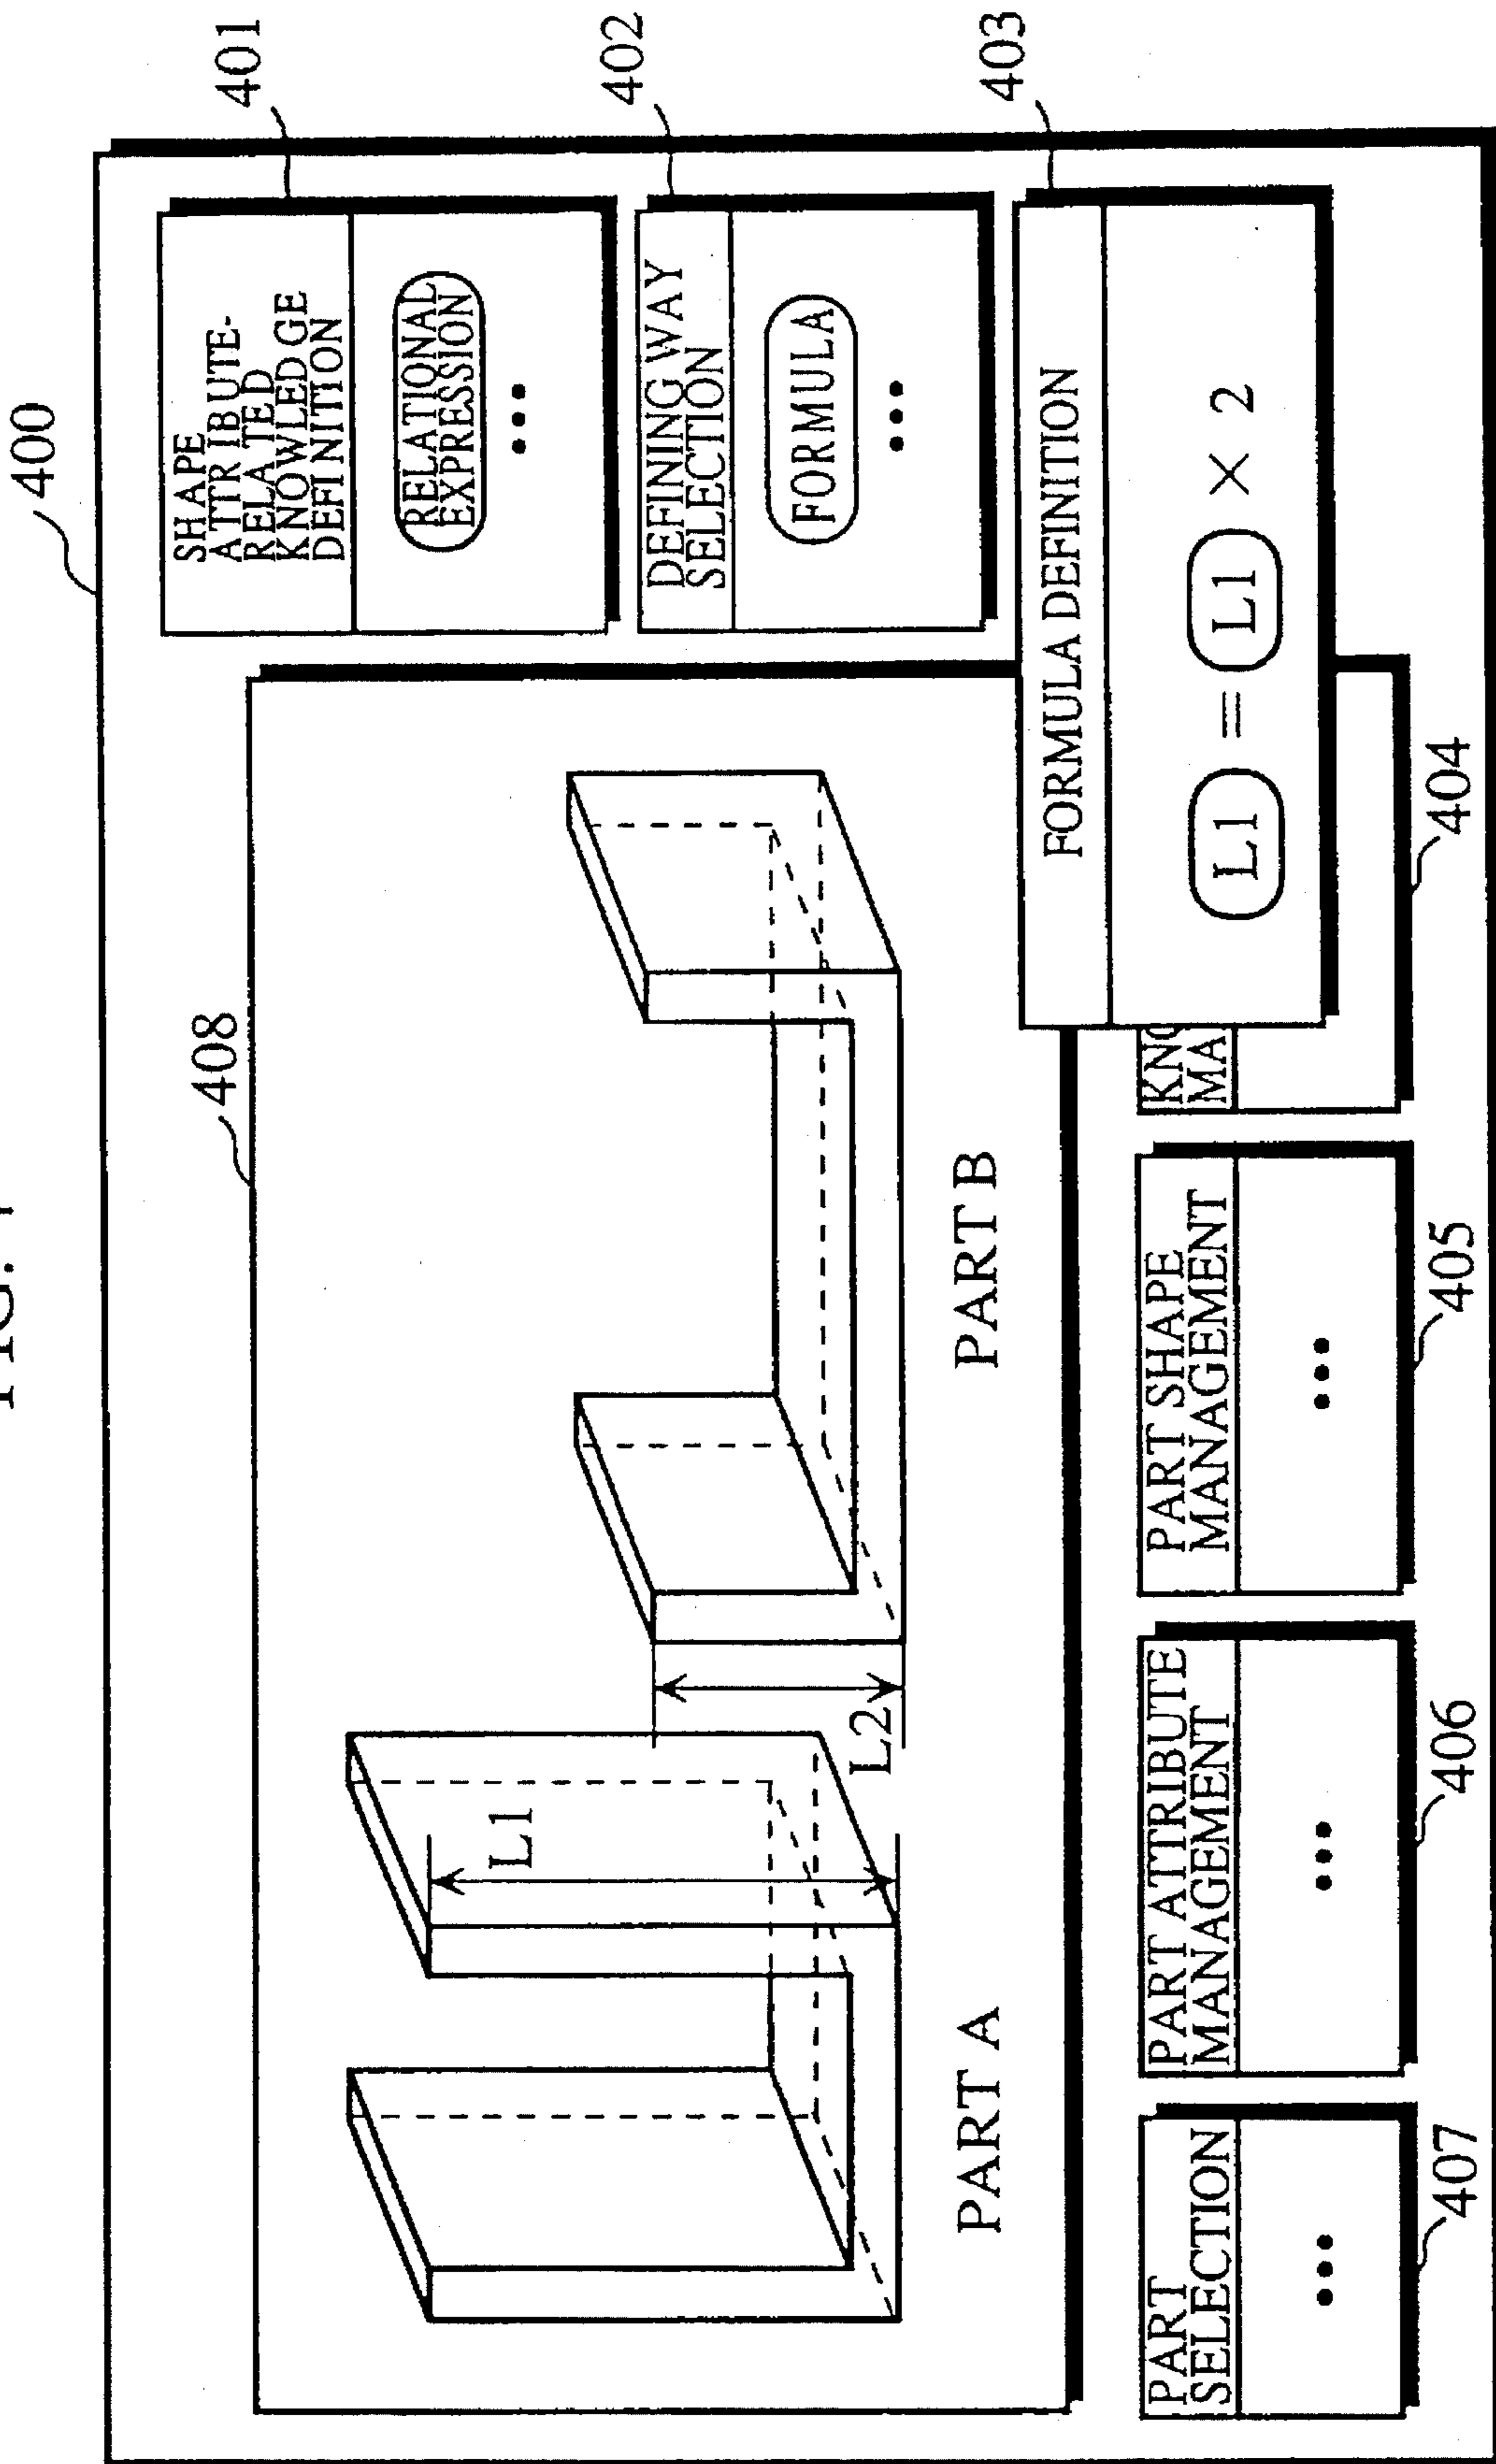 400
401
SHAPE
ATTRIBUTE-
RELATED
KNOWLEDGE
DEFINITION
RELATIONAL
EXPRESSION
...
402
DEFINING WAY
SELECTION
FORMULA
...
403
FORMULA DEFINITION
L1 = L1 × 2
408
L1
L2
PART A
PART B
PART
SELECTION
...
407
PART ATTRIBUTE
MANAGEMENT
...
406
PART SHAPE
MANAGEMENT
...
405
KNO
MA
404